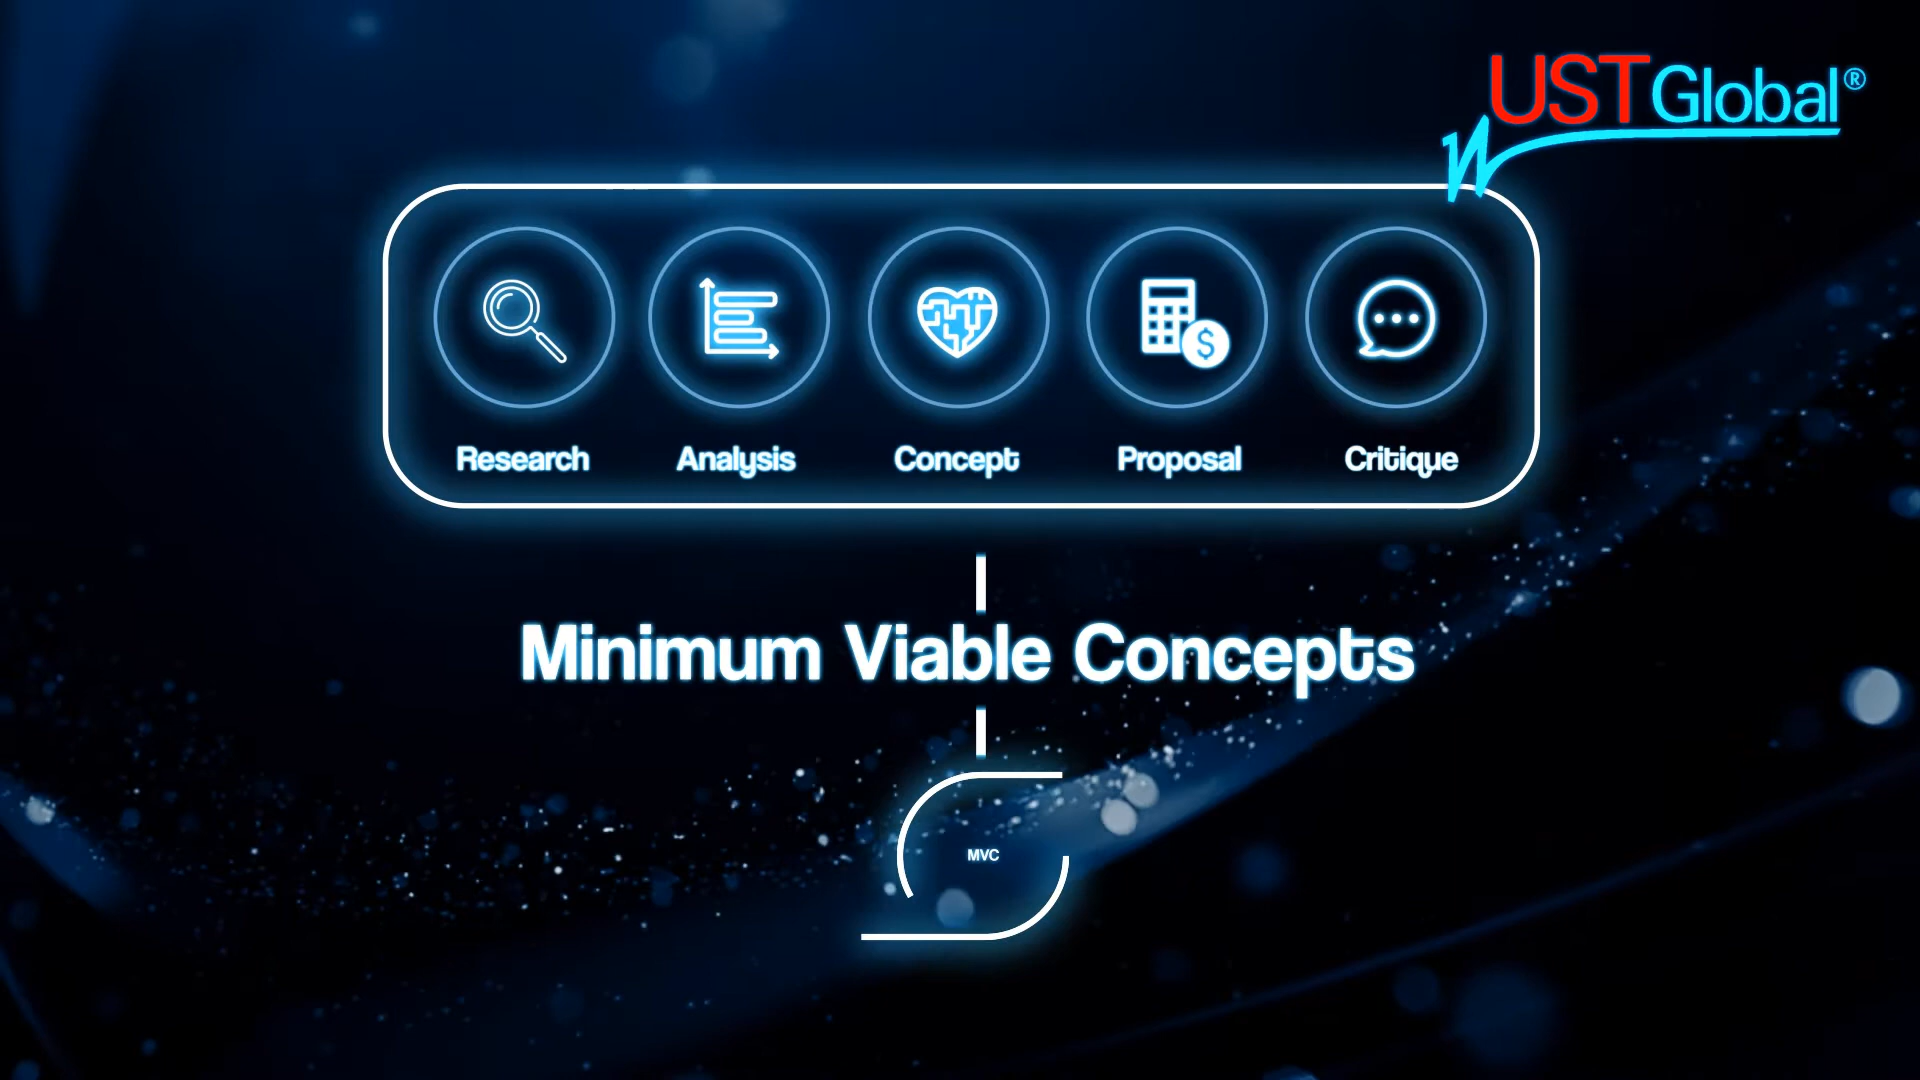 USTGlobal®
Research Analysis Concept Proposal Critique
Minimum Viable Concepts
MVC